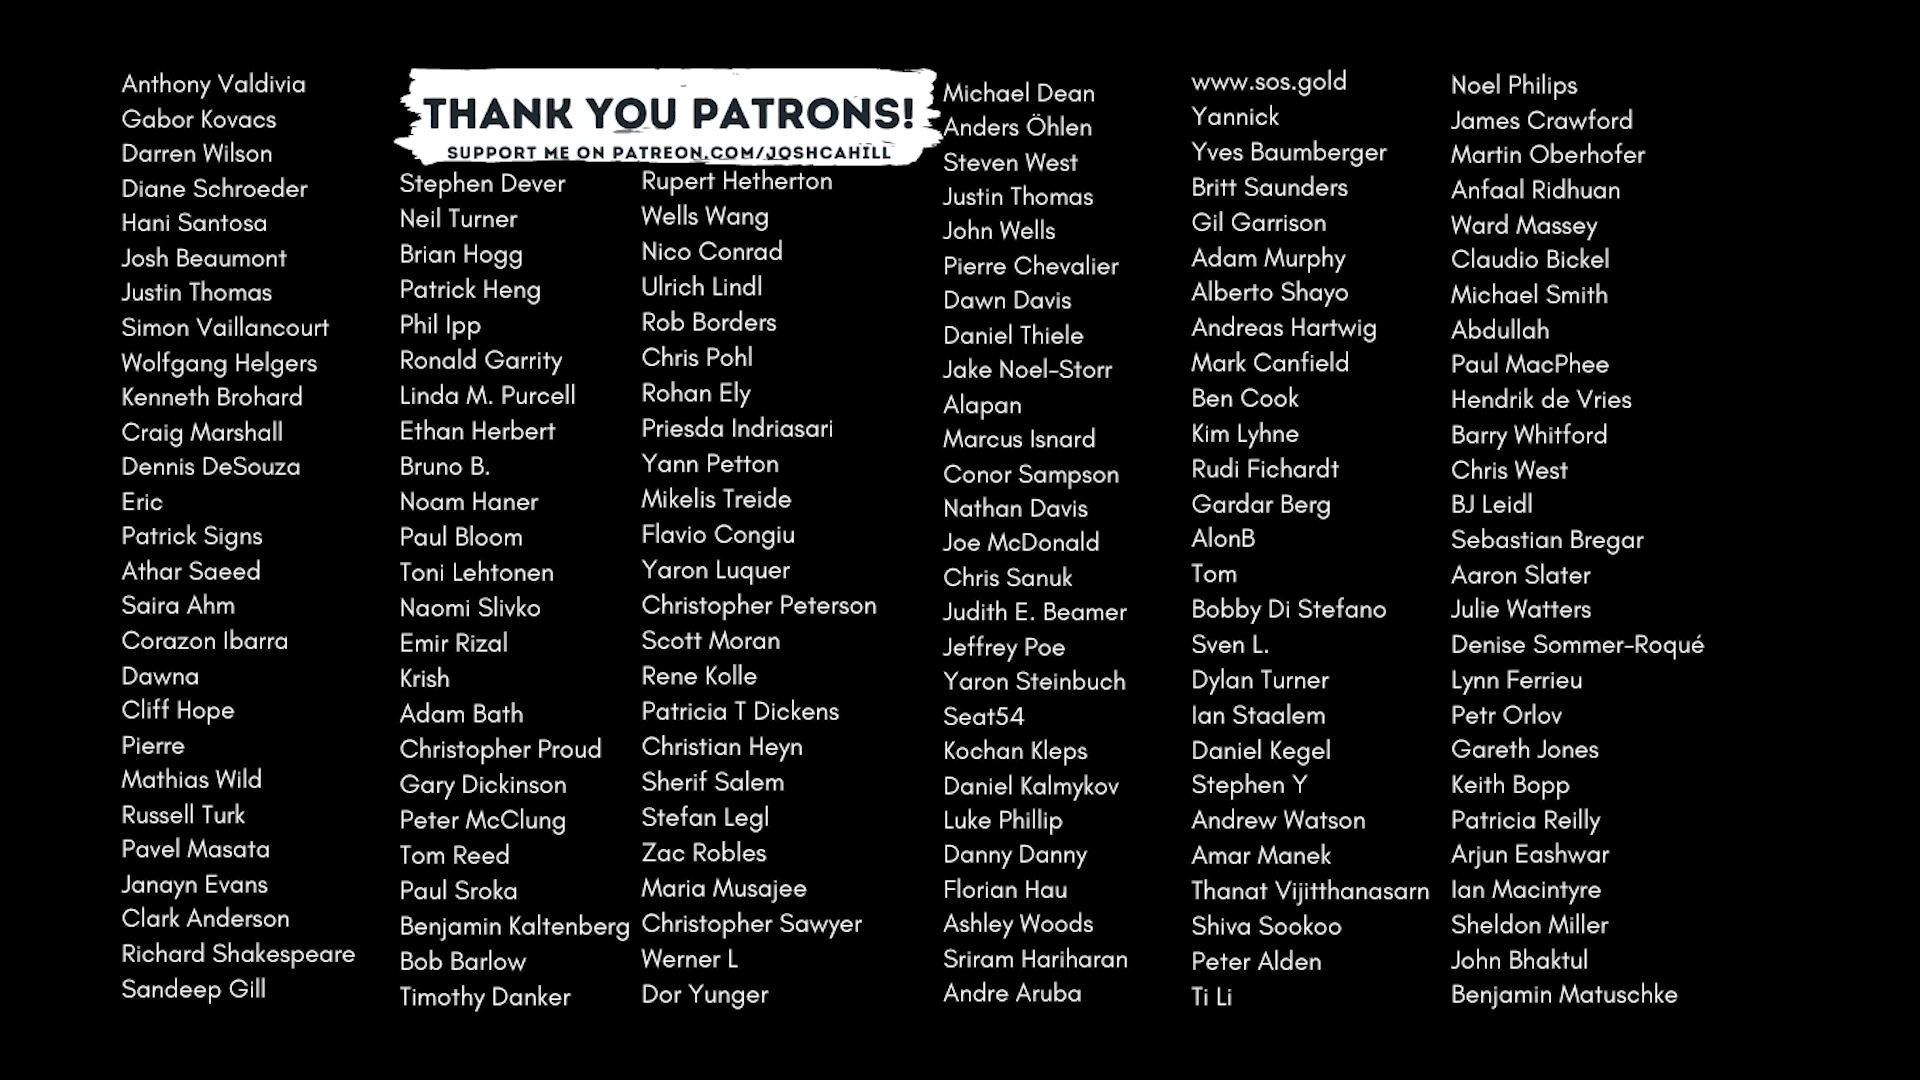 Anthony Valdivia
Gabor Kovacs
Darren Wilson
Diane Schroeder
Hani Santosa
Josh Beaumont
Justin Thomas
Simon Vaillancourt
Wolfgang Helgers
Kenneth Brohard
Craig Marshall
Dennis DeSouza
Eric
Patrick Signs
Athar Saeed
Saira Ahm
Corazon Ibarra
Dawna
Cliff Hope
Pierre
Mathias Wild
Russell Turk
Pavel Masata
Janayn Evans
Clark Anderson
Richard Shakespeare
Sandeep Gill
THANK YOU PATRONS!
SUPPORT ME ON PATREON.COM/JOSHCAHILL
Stephen Dever
Neil Turner
Brian Hogg
Patrick Heng
Phil Ipp
Ronald Garrity
Linda M. Purcell
Ethan Herbert
Bruno B.
Noam Haner
Paul Bloom
Toni Lehtonen
Naomi Slivko
Emir Rizal
Krish
Adam Bath
Christopher Proud
Gary Dickinson
Peter McClung
Tom Reed
Paul Sroka
Benjamin Kaltenberg
Bob Barlow
Timothy Danker
Rupert Hetherton
Wells Wang
Nico Conrad
Ulrich Lindl
Rob Borders
Chris Pohl
Rohan Ely
Priesda Indriasari
Yann Petton
Mikelis Treide
Flavio Congiu
Yaron Luquer
Christopher Peterson
Scott Moran
Rene Kolle
Patricia T Dickens
Christian Heyn
Sherif Salem
Stefan Legl
Zac Robles
Maria Musajee
Christopher Sawyer
Werner L
Dor Yunger
Michael Dean
Anders Öhlen
Steven West
Justin Thomas
John Wells
Pierre Chevalier
Dawn Davis
Daniel Thiele
Jake Noel-Storr
Alapan
Marcus Isnard
Conor Sampson
Nathan Davis
Joe McDonald
Chris Sanuk
Judith E. Beamer
Jeffrey Poe
Yaron Steinbuch
Seat54
Kochan Kleps
Daniel Kalmykov
Luke Phillip
Danny Danny
Florian Hau
Ashley Woods
Sriram Hariharan
Andre Aruba
www.sos.gold
Yannick
Yves Baumberger
Britt Saunders
Gil Garrison
Adam Murphy
Alberto Shayo
Andreas Hartwig
Mark Canfield
Ben Cook
Kim Lyhne
Rudi Fichardt
Gardar Berg
AlonB
Tom
Bobby Di Stefano
Sven L.
Dylan Turner
Ian Staalem
Daniel Kegel
Stephen Y
Andrew Watson
Amar Manek
Thanat Vijitthanasarn
Shiva Sookoo
Peter Alden
Ti Li
Noel Philips
James Crawford
Martin Oberhofer
Anfaal Ridhuan
Ward Massey
Claudio Bickel
Michael Smith
Abdullah
Paul MacPhee
Hendrik de Vries
Barry Whitford
Chris West
BJ Leidl
Sebastian Bregar
Aaron Slater
Julie Watters
Denise Sommer-Roqué
Lynn Ferrieu
Petr Orlov
Gareth Jones
Keith Bopp
Patricia Reilly
Arjun Eashwar
Ian Macintyre
Sheldon Miller
John Bhaktul
Benjamin Matuschke